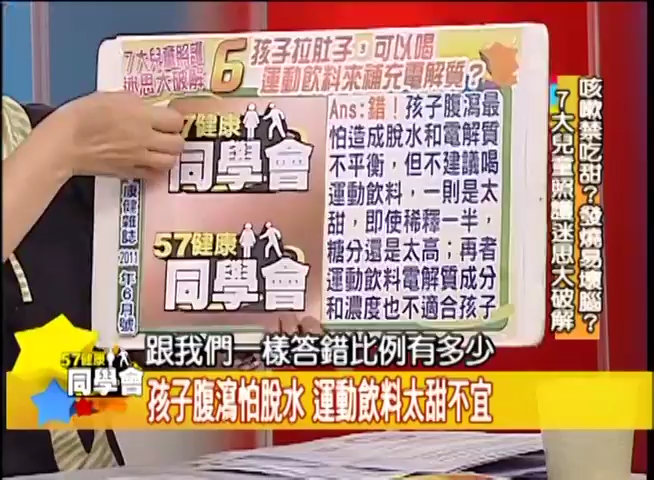 7大兒童照護
迷思大破解
6
孩子拉肚子，可以喝
運動飲料來補充電解質？
Ans:錯！孩子腹瀉最
怕造成脫水和電解質
不平衡，但不建議喝
運動飲料，一則是太
甜，即使稀釋一半，
糖分還是太高；再者
運動飲料電解質成分
和濃度也不適合孩子
57健康
同學會
57健康
同學會
康健雜誌 2011年6月號
咳嗽禁吃甜？發燒易壞腦？
7大兒童照護迷思大破解
跟我們一樣答錯比例有多少
57健康
同學會
孩子腹瀉怕脫水 運動飲料太甜不宜